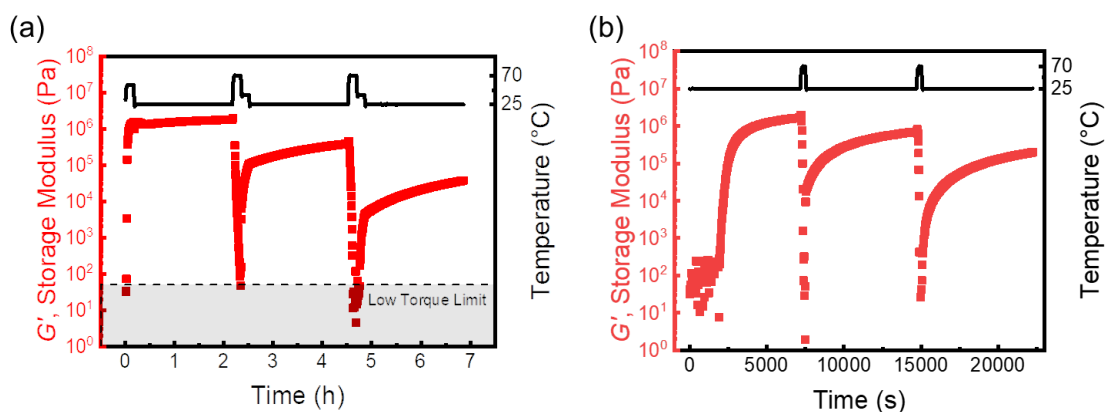 (a)
G', Storage Modulus (Pa)
10⁸
10⁷
10⁶
10⁵
10⁴
10³
10²
10¹
10⁰
70
25
Temperature (°C)
Low Torque Limit
0 1 2 3 4 5 6 7
Time (h)
(b)
G', Storage Modulus (Pa)
10⁸
10⁷
10⁶
10⁵
10⁴
10³
10²
10¹
10⁰
70
25
Temperature (°C)
0 5000 10000 15000 20000
Time (s)